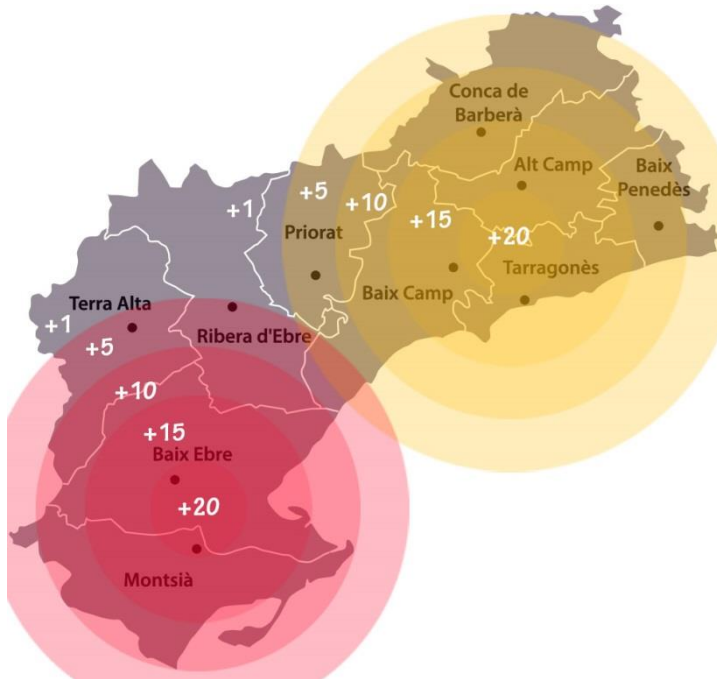 Conca de
Barberà
Alt Camp
Baix
Penedès
+5
+1
+10
+15
+20
Priorat
Tarragonès
Baix Camp
Terra Alta
+1
+5
Ribera d'Ebre
+10
+15
Baix Ebre
+20
Montsià